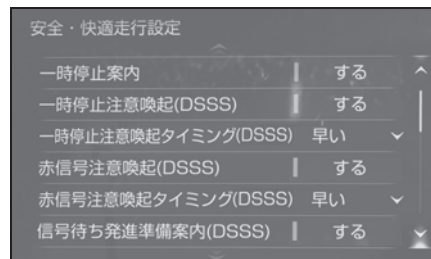 安全・快適走行設定
一時停止案内 する
一時停止注意喚起(DSSS) する
一時停止注意喚起タイミング(DSSS) 早い
赤信号注意喚起(DSSS) する
赤信号注意喚起タイミング(DSSS) 早い
信号待ち発進準備案内(DSSS) する